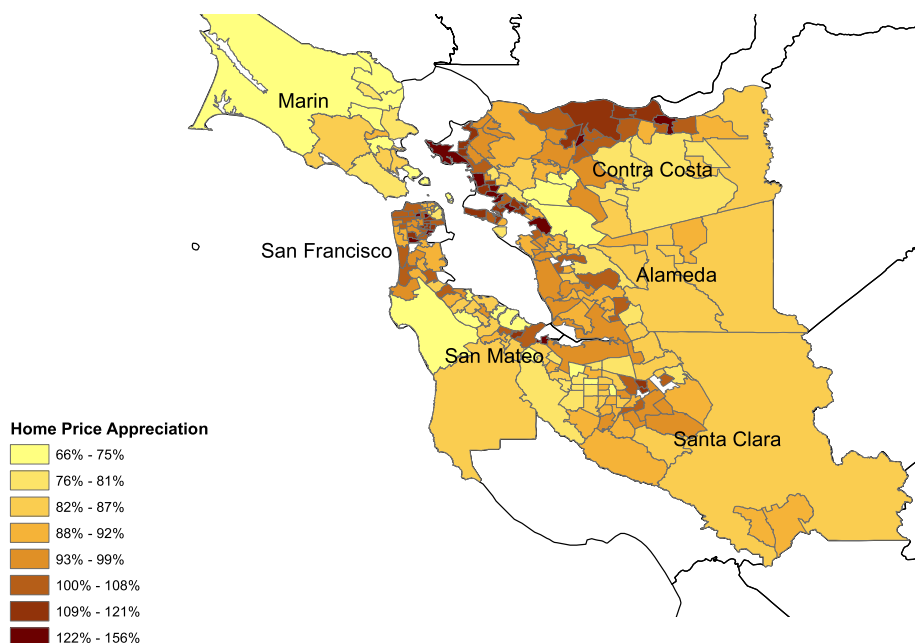 Marin
Contra Costa
San Francisco
Alameda
San Mateo
Santa Clara
Home Price Appreciation
66% - 75%
76% - 81%
82% - 87%
88% - 92%
93% - 99%
100% - 108%
109% - 121%
122% - 156%